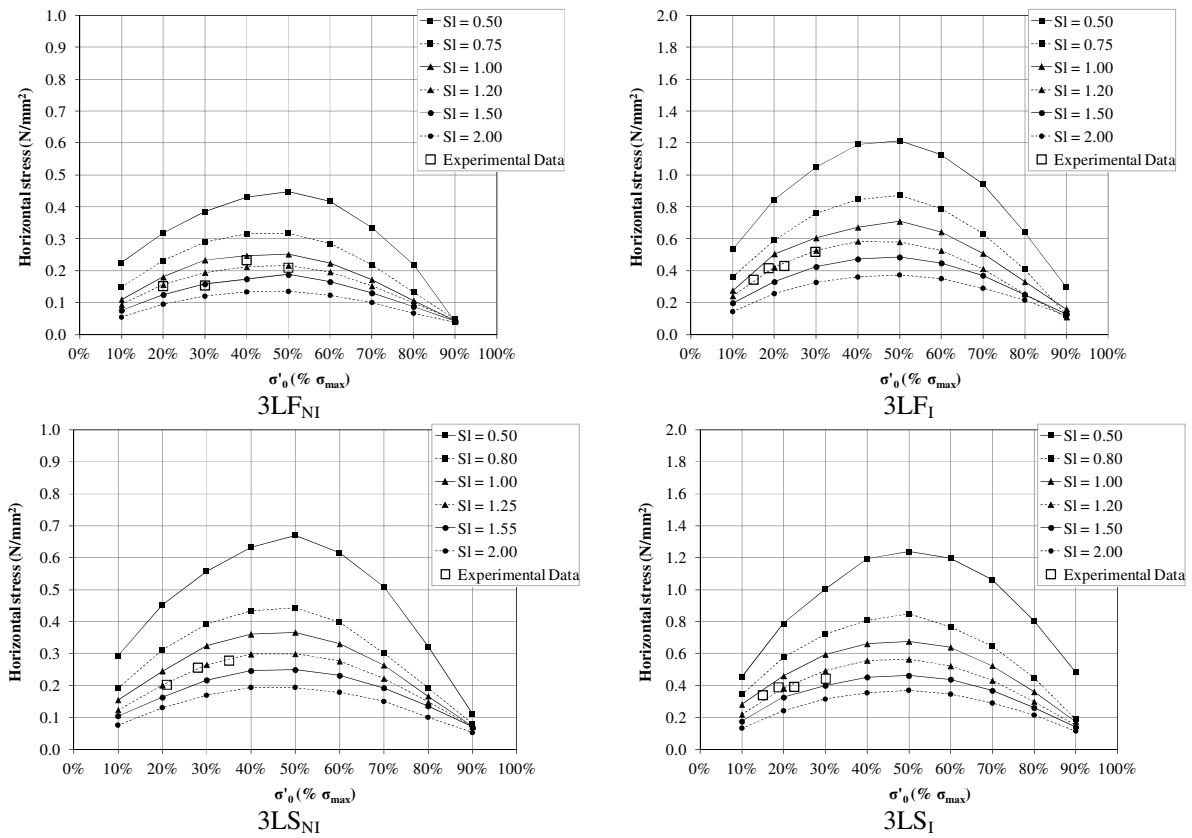 1.0
0.9
0.8
0.7
0.6
0.5
0.4
0.3
0.2
0.1
0.0
Horizontal stress (N/mm²)
0% 10% 20% 30% 40% 50% 60% 70% 80% 90% 100%
σ'₀ (% σmax)
Sl = 0.50
Sl = 0.75
Sl = 1.00
Sl = 1.20
Sl = 1.50
Sl = 2.00
Experimental Data
3LF_NI
2.0
1.8
1.6
1.4
1.2
1.0
0.8
0.6
0.4
0.2
0.0
Horizontal stress (N/mm²)
0% 10% 20% 30% 40% 50% 60% 70% 80% 90% 100%
σ'₀ (% σmax)
Sl = 0.50
Sl = 0.75
Sl = 1.00
Sl = 1.20
Sl = 1.50
Sl = 2.00
Experimental Data
3LF_I
1.0
0.9
0.8
0.7
0.6
0.5
0.4
0.3
0.2
0.1
0.0
Horizontal stress (N/mm²)
0% 10% 20% 30% 40% 50% 60% 70% 80% 90% 100%
σ'₀ (% σmax)
Sl = 0.50
Sl = 0.80
Sl = 1.00
Sl = 1.25
Sl = 1.55
Sl = 2.00
Experimental Data
3LS_NI
2.0
1.8
1.6
1.4
1.2
1.0
0.8
0.6
0.4
0.2
0.0
Horizontal stress (N/mm²)
0% 10% 20% 30% 40% 50% 60% 70% 80% 90% 100%
σ'₀ (% σmax)
Sl = 0.50
Sl = 0.80
Sl = 1.00
Sl = 1.20
Sl = 1.50
Sl = 2.00
Experimental Data
3LS_I